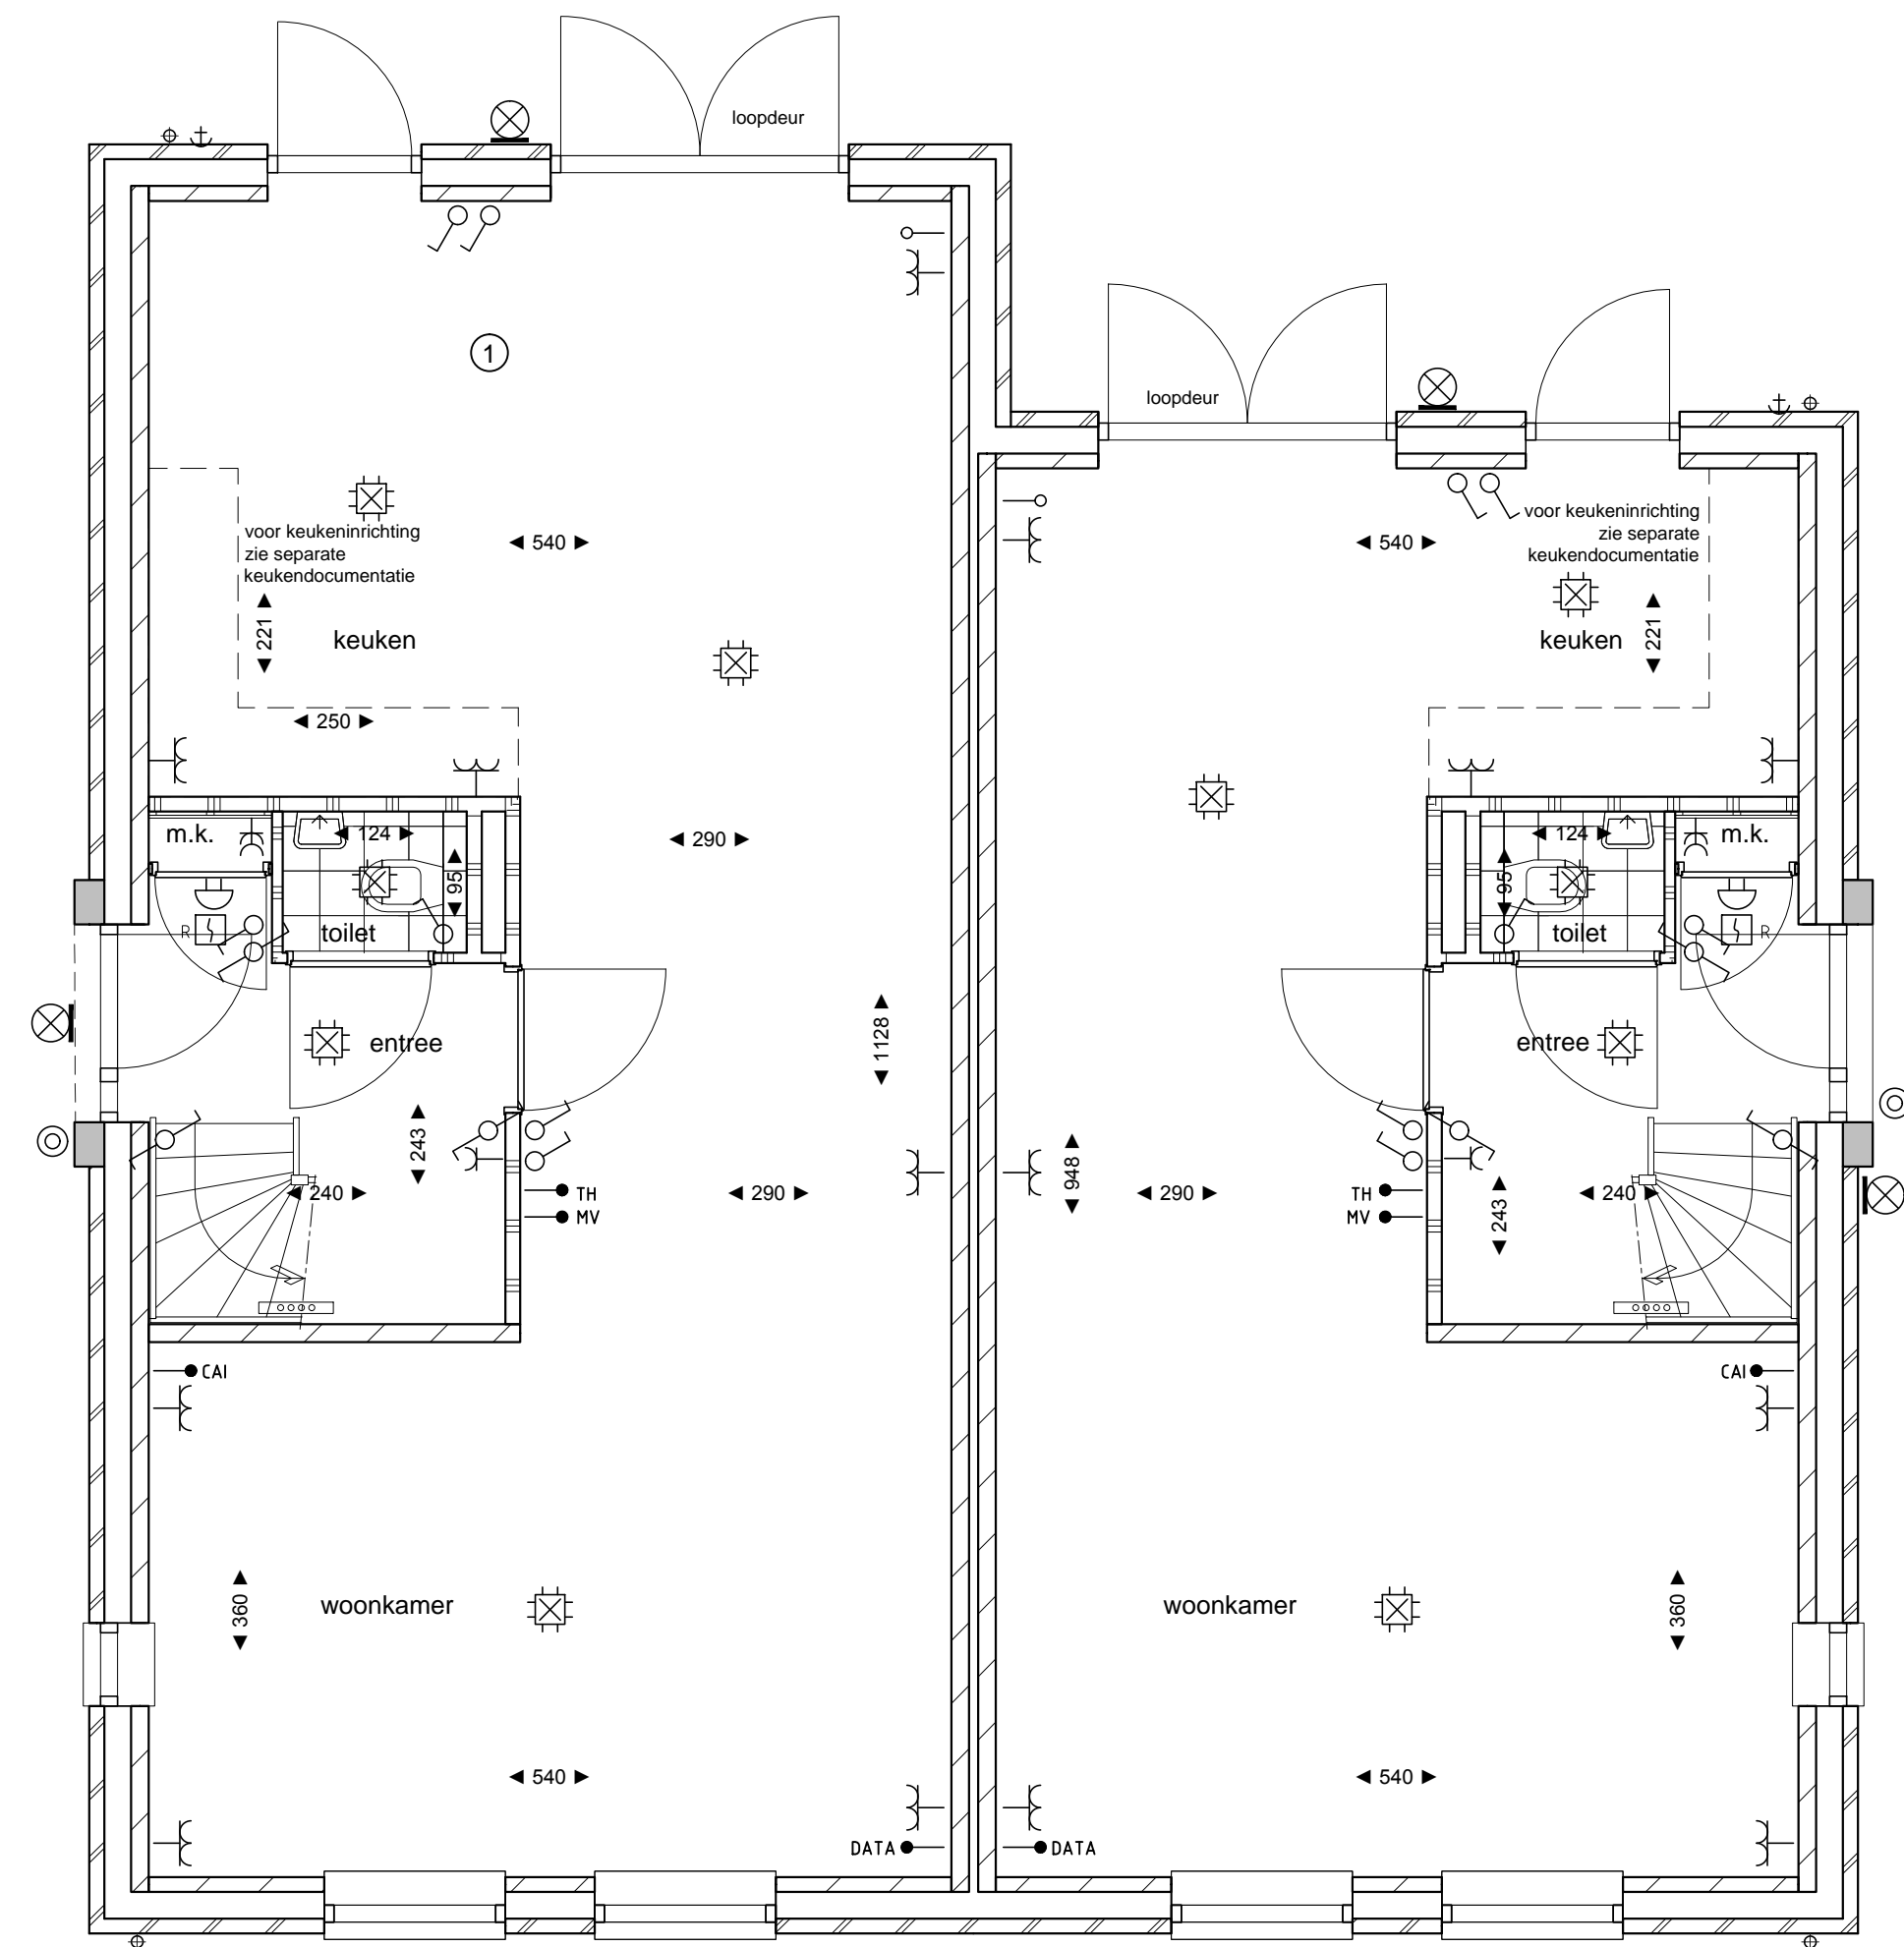 loopdeur
1
loopdeur
voor keukeninrichting
zie separate
keukendocumentatie
540
540
voor keukeninrichting
zie separate
keukendocumentatie
221
keuken
keuken
221
250
m.k.
124
290
124
m.k.
95
95
R
toilet
toilet
R
entree
1128
entree
243
948
240
TH
MV
290
290
TH
MV
243
240
CAI
CAI
360
woonkamer
woonkamer
360
540
540
DATA
DATA